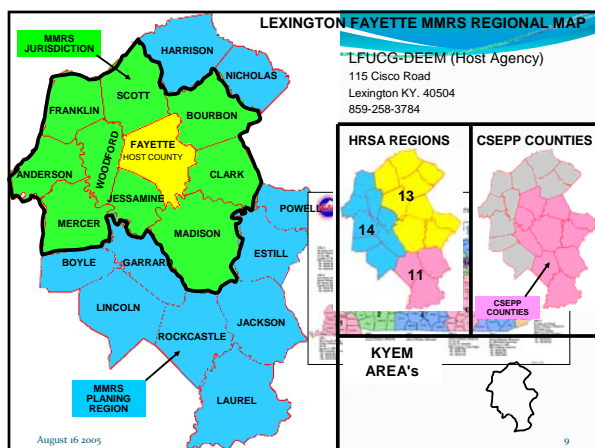 LEXINGTON FAYETTE MMRS REGIONAL MAP
MMRS
JURISDICTION
HARRISON
NICHOLAS
SCOTT
FRANKLIN
BOURBON
WOODFORD
FAYETTE
HOST COUNTY
ANDERSON
CLARK
JESSAMINE
MERCER
MADISON
POWELL
ESTILL
BOYLE
GARRARD
LINCOLN
JACKSON
ROCKCASTLE
LAUREL
MMRS
PLANING
REGION
LFUCG-DEEM (Host Agency)
115 Cisco Road
Lexington KY. 40504
859-258-3784
HRSA REGIONS
13
14
11
CSEPP COUNTIES
CSEPP
COUNTIES
KYEM
AREA's
August 16 2005
9